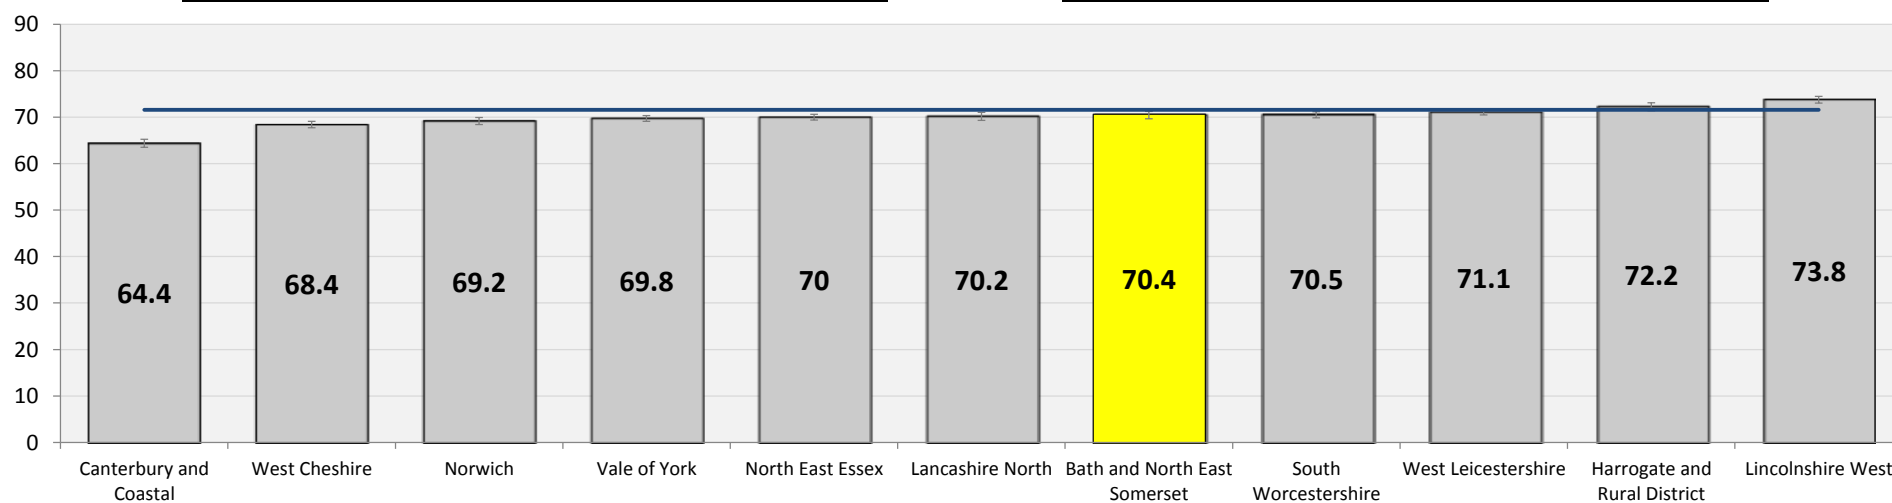 90
80
70
60
50
40
30
20
10
0
64.4
68.4
69.2
69.8
70
70.2
70.4
70.5
71.1
72.2
73.8
Canterbury and
Coastal
West Cheshire
Norwich
Vale of York
North East Essex
Lancashire North
Bath and North East
Somerset
South
Worcestershire
West Leicestershire
Harrogate and
Rural District
Lincolnshire West